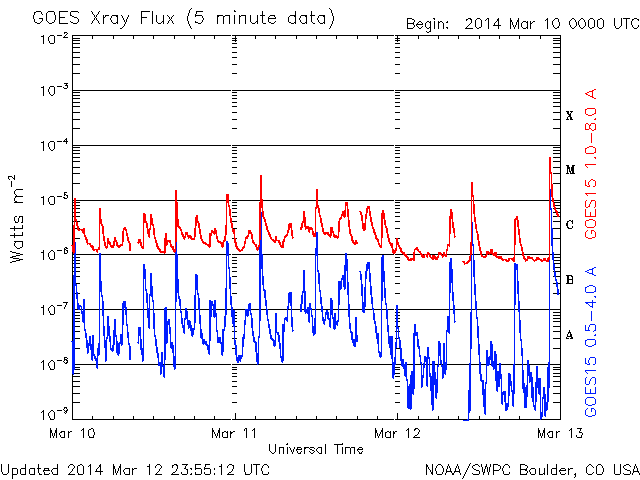 GOES Xray Flux (5 minute data)
Begin: 2014 Mar 10 0000 UTC
10-2
10-3
10-4
10-5
10-6
10-7
10-8
10-9
Watts m-2
X
M
C
B
A
GOES15 1.0-8.0 A
GOES15 0.5-4.0 A
Mar 10
Mar 11
Mar 12
Mar 13
Universal Time
Updated 2014 Mar 12 23:55:12 UTC
NOAA/SWPC Boulder, CO USA